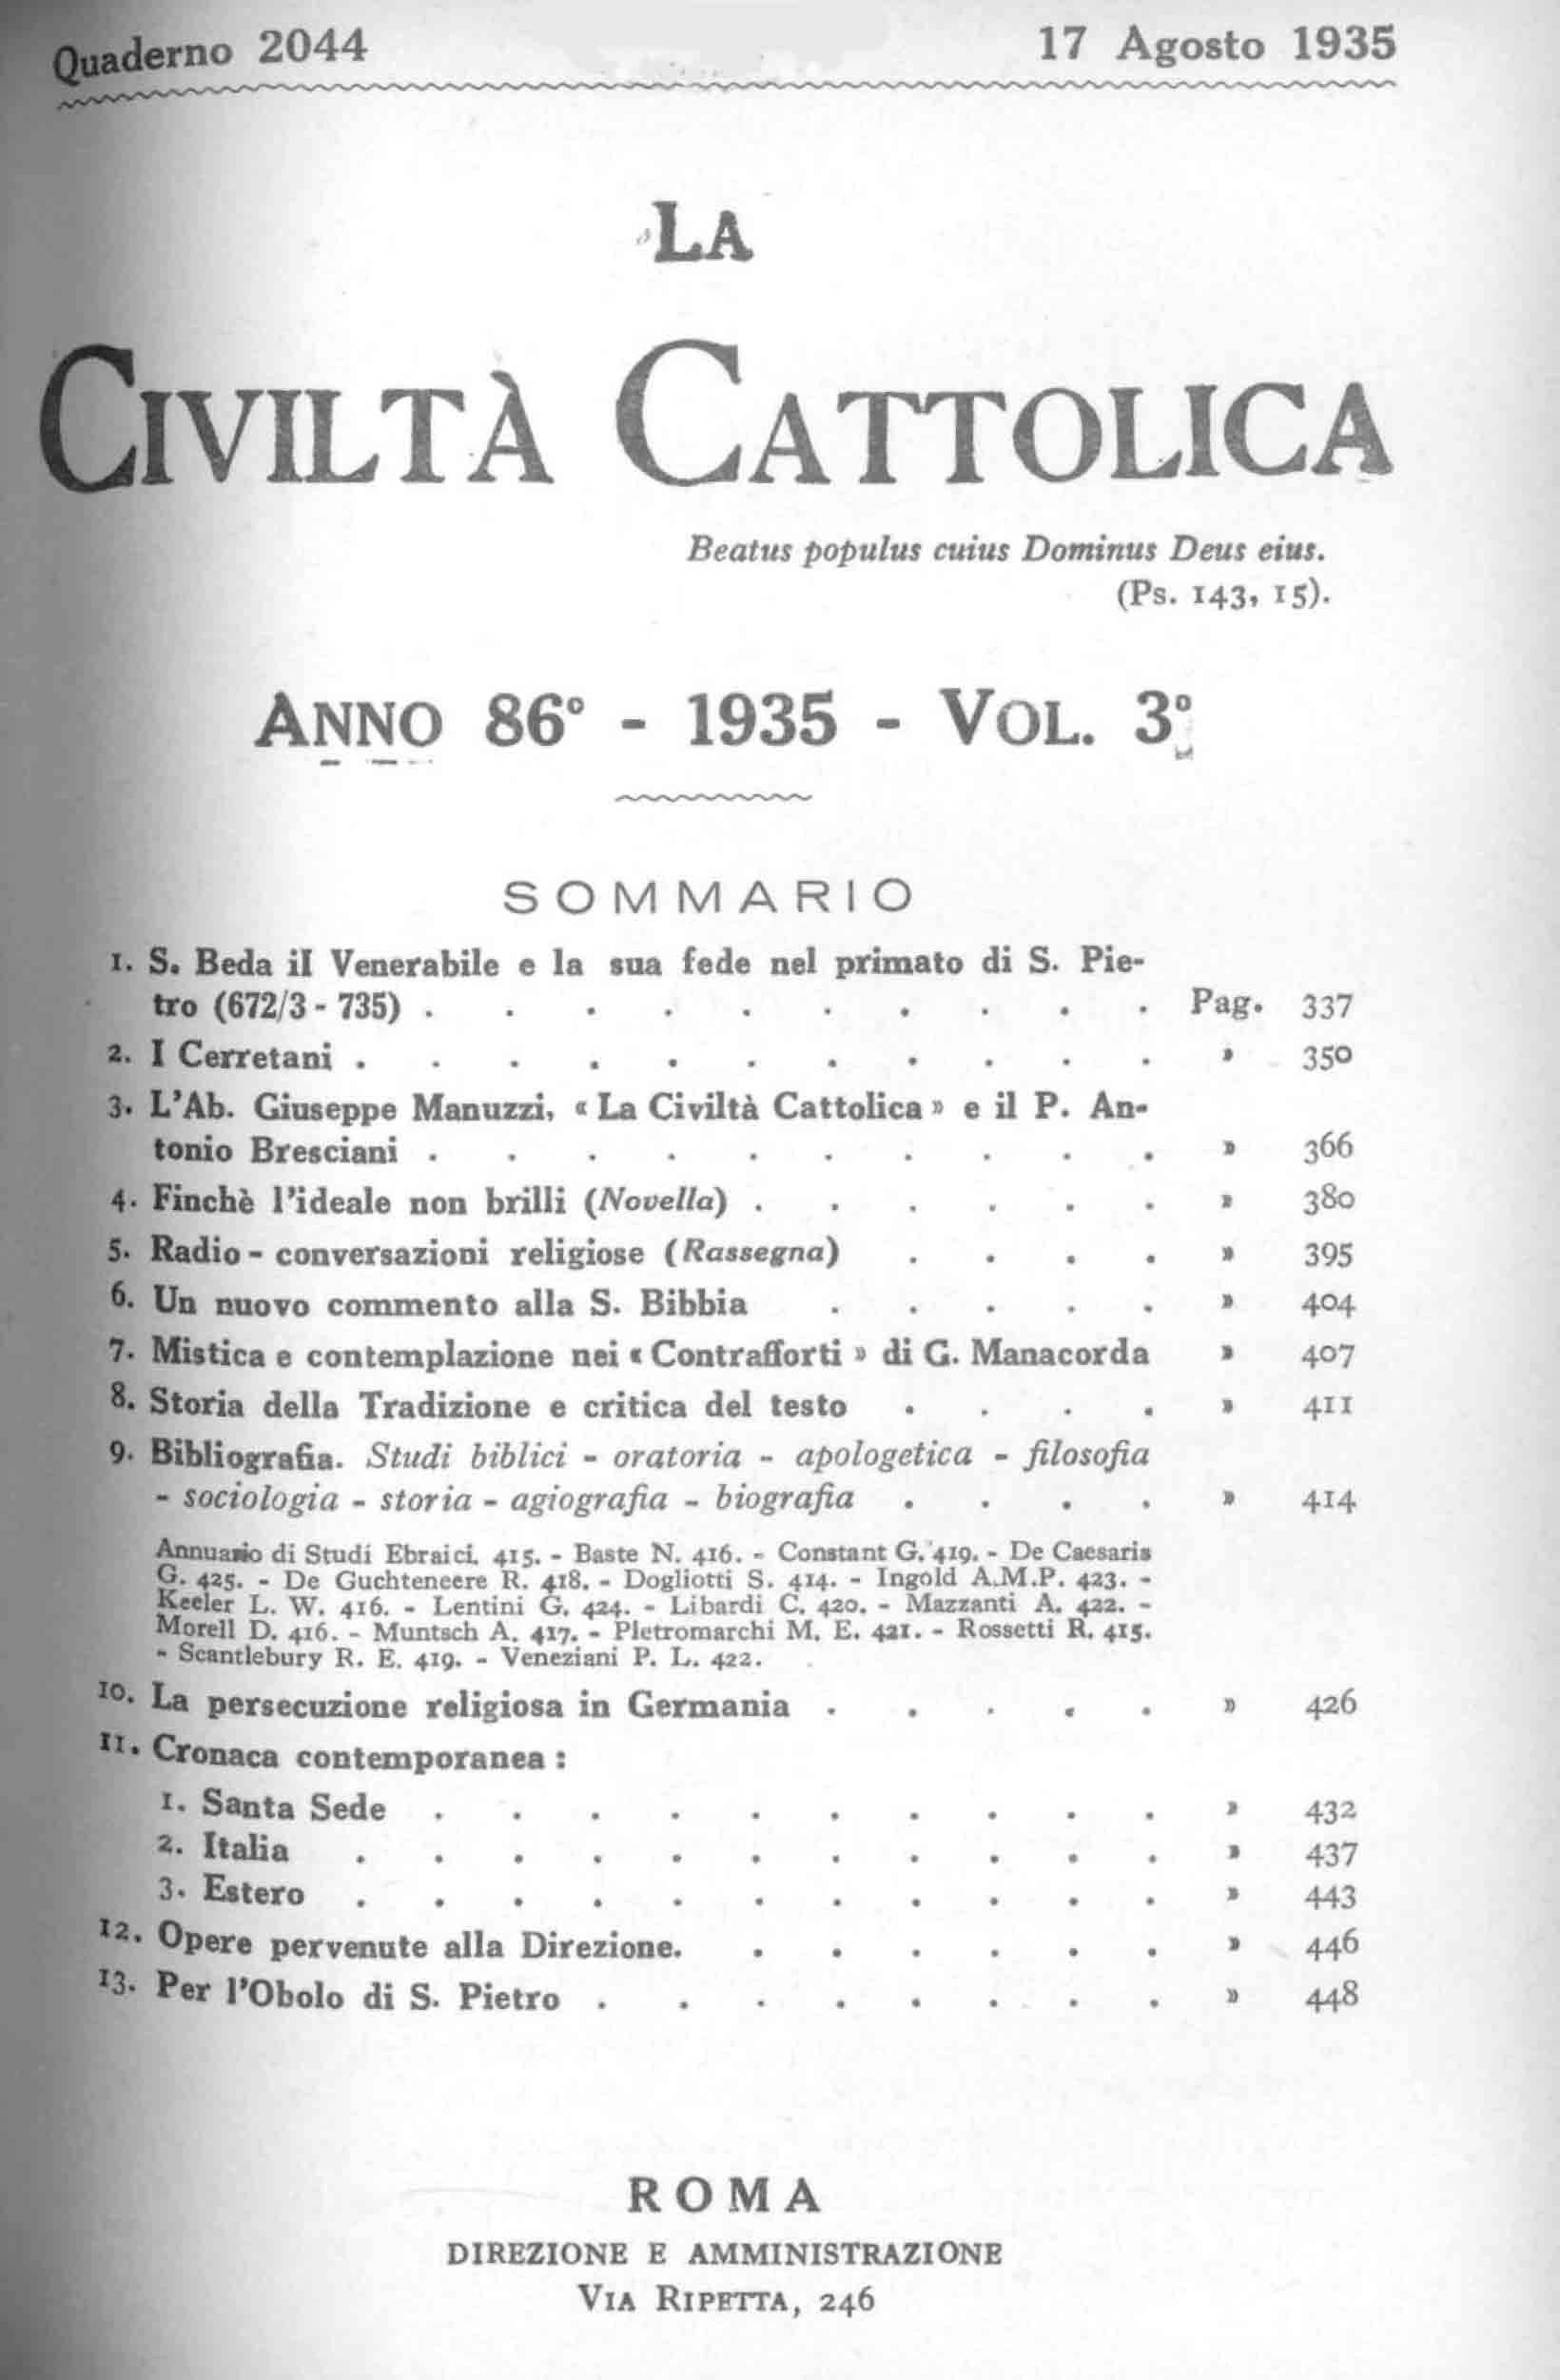 Quaderno 2044 17 Agosto 1935
LA
CIVILTÀ CATTOLICA
Beatus populus cuius Dominus Deus eius.
(Ps. 143, 15).
ANNO 86° - 1935 - VOL. 3°
SOMMARIO
1. S. Beda il Venerabile e la sua fede nel primato di S. Pie-
tro (672/3 - 735) . . . . . . . . . . Pag. 337
2. I Cerretani . . . . . . . . . . . » 350
3. L'Ab. Giuseppe Manuzzi, « La Civiltà Cattolica » e il P. An-
tonio Bresciani . . . . . . . . . . » 366
4. Finchè l'ideale non brilli (Novella) . . . . . . » 380
5. Radio - conversazioni religiose (Rassegna) . . . . » 395
6. Un nuovo commento alla S. Bibbia . . . . . » 404
7. Mistica e contemplazione nei « Contrafforti » di G. Manacorda » 407
8. Storia della Tradizione e critica del testo . . . . » 411
9. Bibliografia. Studi biblici - oratoria - apologetica - filosofia
- sociologia - storia - agiografia - biografia . . . . » 414
Annuario di Studi Ebraici. 415. - Baste N. 416. - Constant G. 419. - De Caesaris
G. 425. - De Guchteneere R. 418. - Dogliotti S. 414. - Ingold A.M.P. 423. -
Keeler L. W. 416. - Lentini G. 424. - Libardi C. 420. - Mazzanti A. 422. -
Morell D. 416. - Muntsch A. 417. - Pietromarchi M. E. 421. - Rossetti R. 415.
- Scantlebury R. E. 419. - Veneziani P. L. 422.
10. La persecuzione religiosa in Germania . . . . . » 426
11. Cronaca contemporanea :
1. Santa Sede . . . . . . . . . . » 432
2. Italia . . . . . . . . . . . » 437
3. Estero . . . . . . . . . . . » 443
12. Opere pervenute alla Direzione. . . . . . . » 446
13. Per l'Obolo di S. Pietro . . . . . . . . » 448
ROMA
DIREZIONE E AMMINISTRAZIONE
VIA RIPETTA, 246